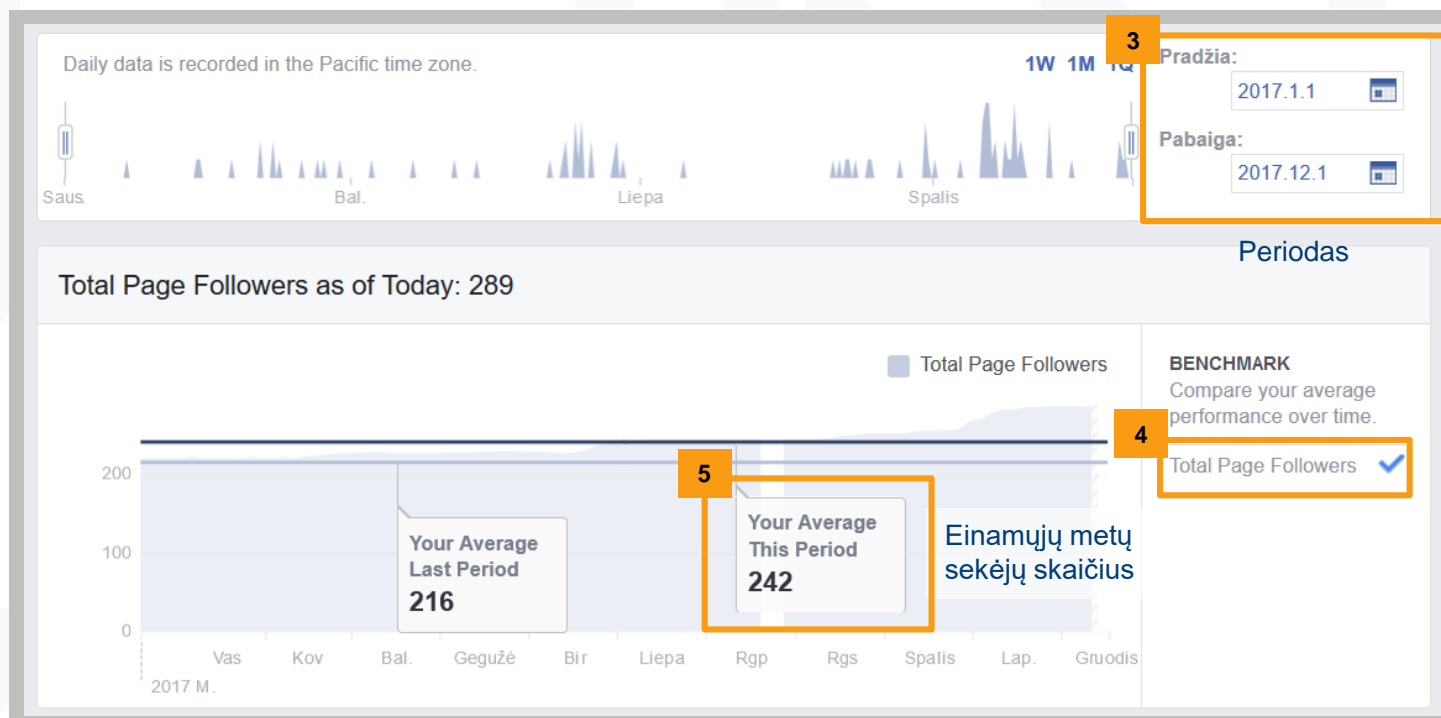 Daily data is recorded in the Pacific time zone.
1W 1M 1Q
3
Pradžia:
2017.1.1
Pabaiga:
2017.12.1
Saus.
Bal.
Liepa
Spalis
Periodas
Total Page Followers as of Today: 289
Total Page Followers
BENCHMARK
Compare your average
performance over time.
4
Total Page Followers
200
100
0
5
Your Average
Last Period
216
Your Average
This Period
242
Einamųjų metų
sekėjų skaičius
Vas Kov Bal. Gegužė Bir Liepa Rgp Rgs Spalis Lap. Gruodis
2017 M.